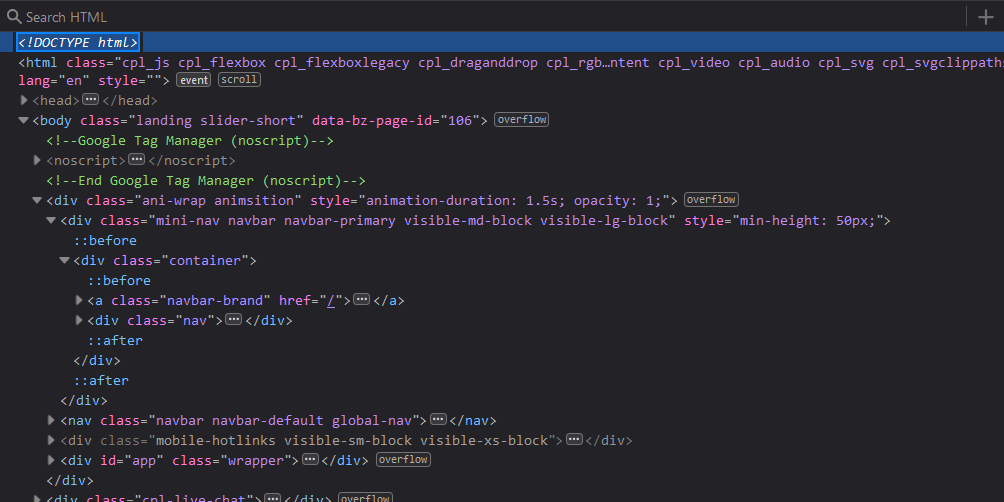 Search HTML
<!DOCTYPE html>
<html class="cpl_js cpl_flexbox cpl_flexboxlegacy cpl_draganddrop cpl_rgb…ntent cpl_video cpl_audio cpl_svg cpl_svgclippaths
lang="en" style=""> event scroll
<head>…</head>
<body class="landing slider-short" data-bz-page-id="106"> overflow
<!--Google Tag Manager (noscript)-->
<noscript>…</noscript>
<!--End Google Tag Manager (noscript)-->
<div class="ani-wrap animsition" style="animation-duration: 1.5s; opacity: 1;"> overflow
<div class="mini-nav navbar navbar-primary visible-md-block visible-lg-block" style="min-height: 50px;">
::before
<div class="container">
::before
<a class="navbar-brand" href="/">…</a>
<div class="nav">…</div>
::after
</div>
::after
</div>
<nav class="navbar navbar-default global-nav">…</nav>
<div class="mobile-hotlinks visible-sm-block visible-xs-block">…</div>
<div id="app" class="wrapper">…</div> overflow
</div>
<div class="cpl-live-chat">…</div> overflow